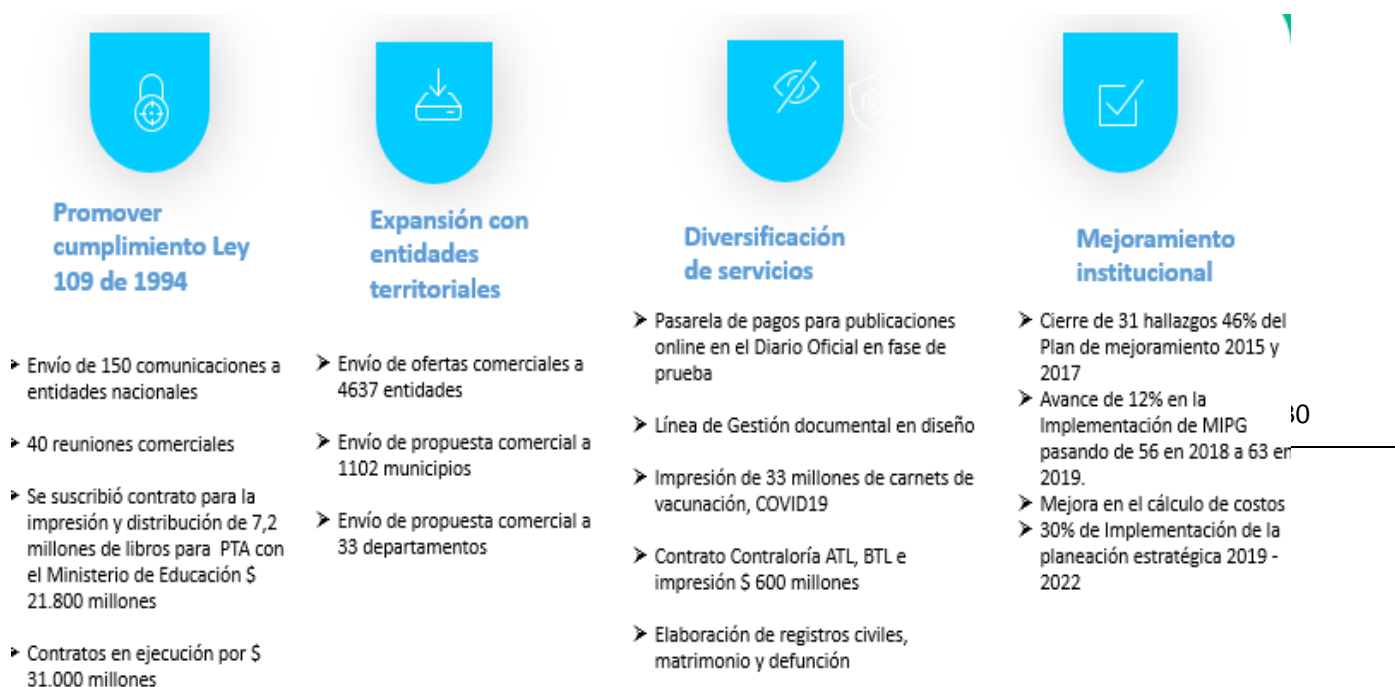 Promover
cumplimiento Ley
109 de 1994
➤ Envío de 150 comunicaciones a
entidades nacionales
➤ 40 reuniones comerciales
➤ Se suscribió contrato para la
impresión y distribución de 7,2
millones de libros para PTA con
el Ministerio de Educación $
21.800 millones
➤ Contratos en ejecución por $
31.000 millones
Expansión con
entidades
territoriales
➤ Envío de ofertas comerciales a
4637 entidades
➤ Envío de propuesta comercial a
1102 municipios
➤ Envío de propuesta comercial a
33 departamentos
Diversificación
de servicios
➤ Pasarela de pagos para publicaciones
online en el Diario Oficial en fase de
prueba
➤ Línea de Gestión documental en diseño
➤ Impresión de 33 millones de carnets de
vacunación, COVID19
➤ Contrato Contraloría ATL, BTL e
impresión $ 600 millones
➤ Elaboración de registros civiles,
matrimonio y defunción
Mejoramiento
institucional
➤ Cierre de 31 hallazgos 46% del
Plan de mejoramiento 2015 y
2017
➤ Avance de 12% en la
Implementación de MIPG
pasando de 56 en 2018 a 63 en
2019.
➤ Mejora en el cálculo de costos
➤ 30% de Implementación de la
planeación estratégica 2019 -
2022